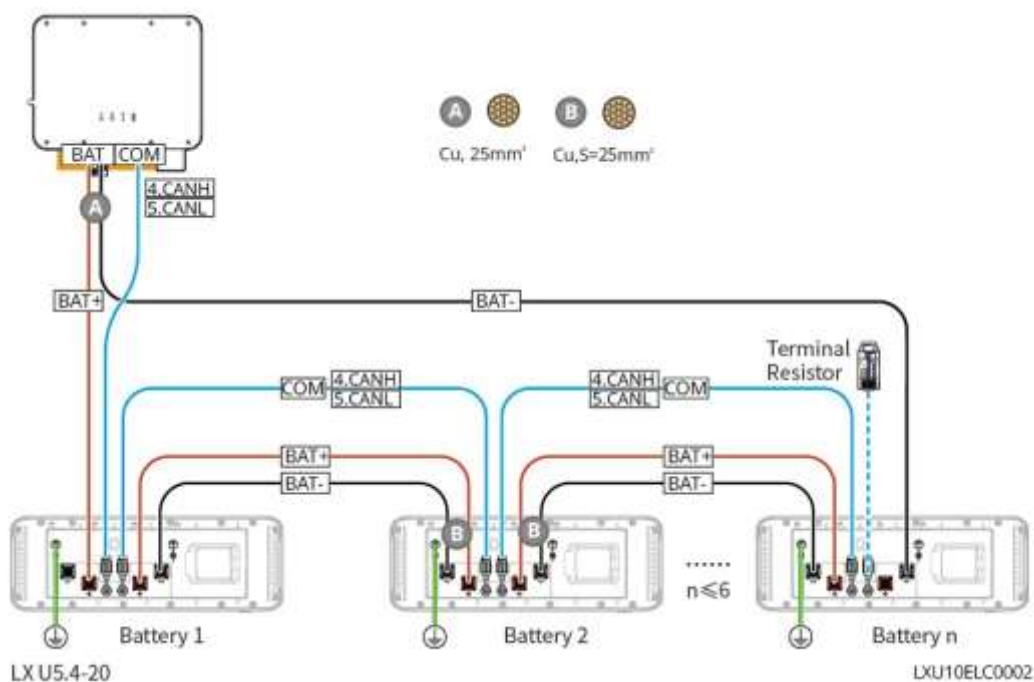 BAT COM
4.CANH
5.CANL
A
A B
Cu, 25mm² Cu,S=25mm²
BAT+ BAT-
Terminal
Resistor
COM 4.CANH
5.CANL
4.CANH COM
5.CANL
BAT+ BAT+
BAT- BAT-
B B
......
n≤6
Battery 1 Battery 2 Battery n
LX U5.4-20 LXU10ELC0002